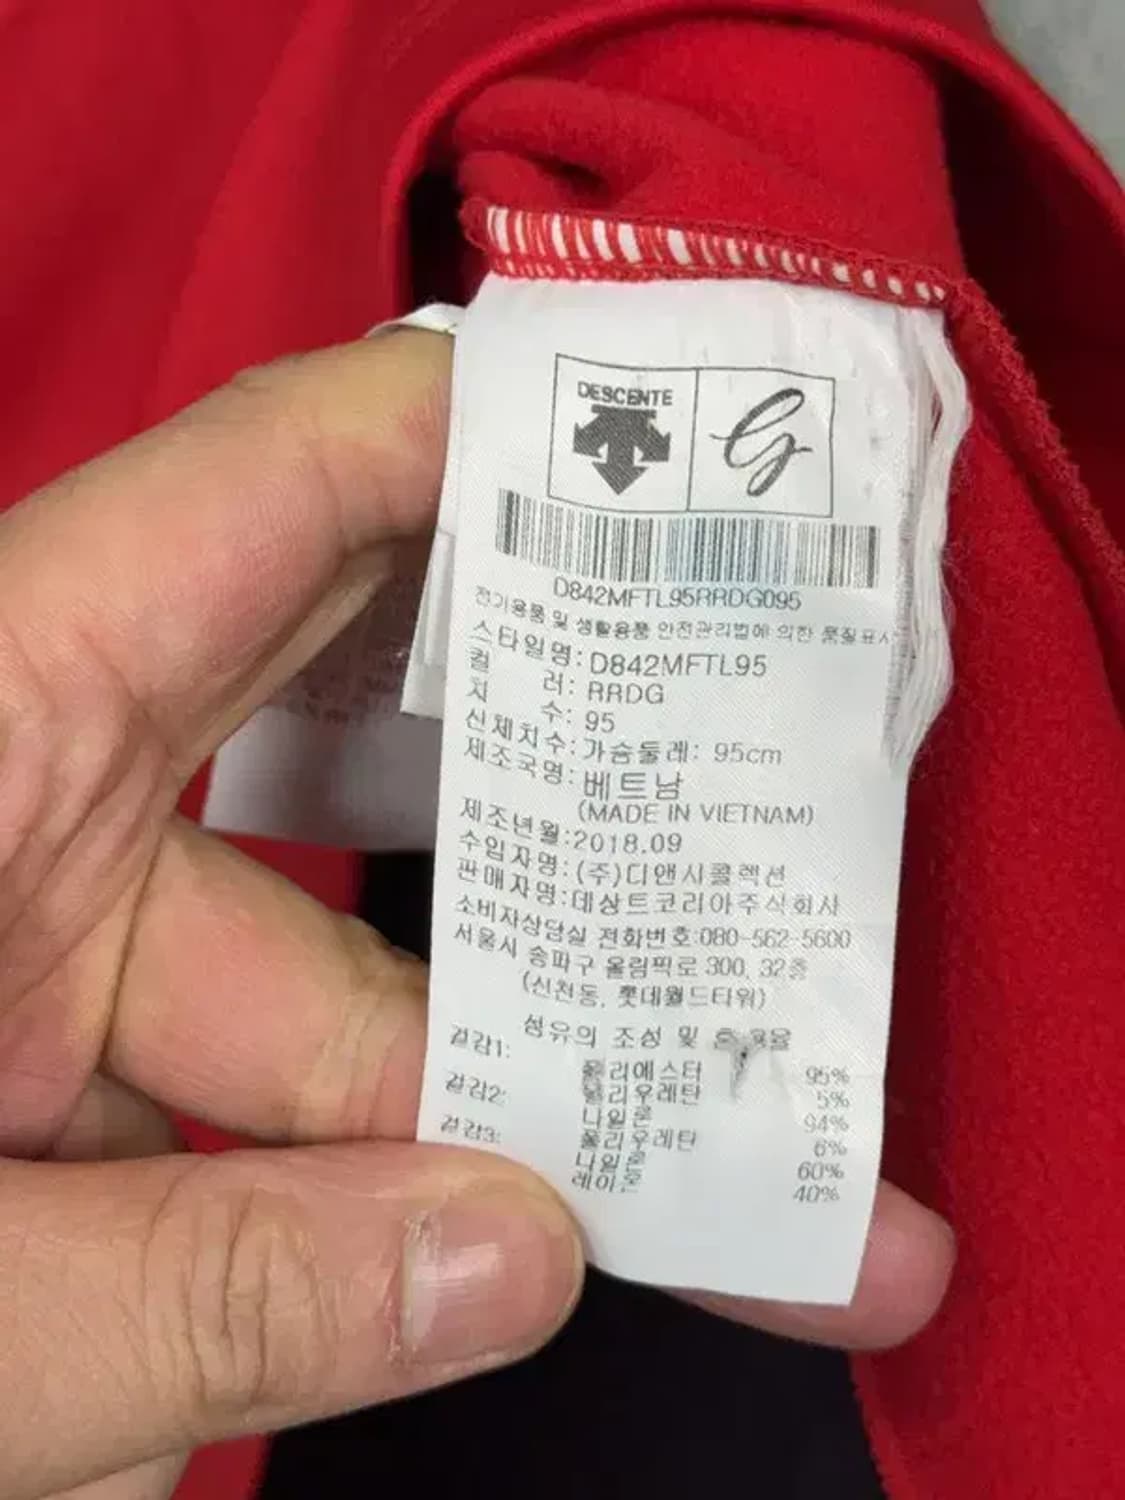 DESCENTE
D842MFTL95RRDG095
전기용품 및 생활용품 안전관리법에 의한 품질표시
스타일명: D842MFTL95
컬 러: RRDG
치 수: 95
신체치수: 가슴둘레: 95cm
제조국명: 베트남
(MADE IN VIETNAM)
제조년월:2018.09
수입자명: (주)디앤시콜렉션
판매자명:데상트코리아주식회사
소비자상담실 전화번호:080-562-5600
서울시 송파구 올림픽로 300, 32층
(신천동, 롯데월드타워)
섬유의 조성 및 혼용율
겉감1: 폴리에스터 95%
폴리우레탄 5%
겉감2: 나일론 94%
폴리우레탄 6%
겉감3: 나일론 60%
레이온 40%